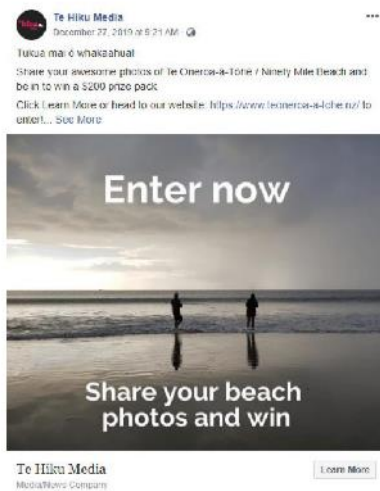 Te Hiku Media
December 27, 2019 at 9:21 AM
Tukua mai ō whakaahua!
Share your awesome photos of Te Oneroa-a-Tōhē / Ninety Mile Beach and
be in to win a $200 prize pack
Click Learn More or head to our website: https://www.teoneroa-a-tohe.nz/ to
enter!... See More
Enter now
Share your beach
photos and win
Te Hiku Media
Learn More
Media/News Company